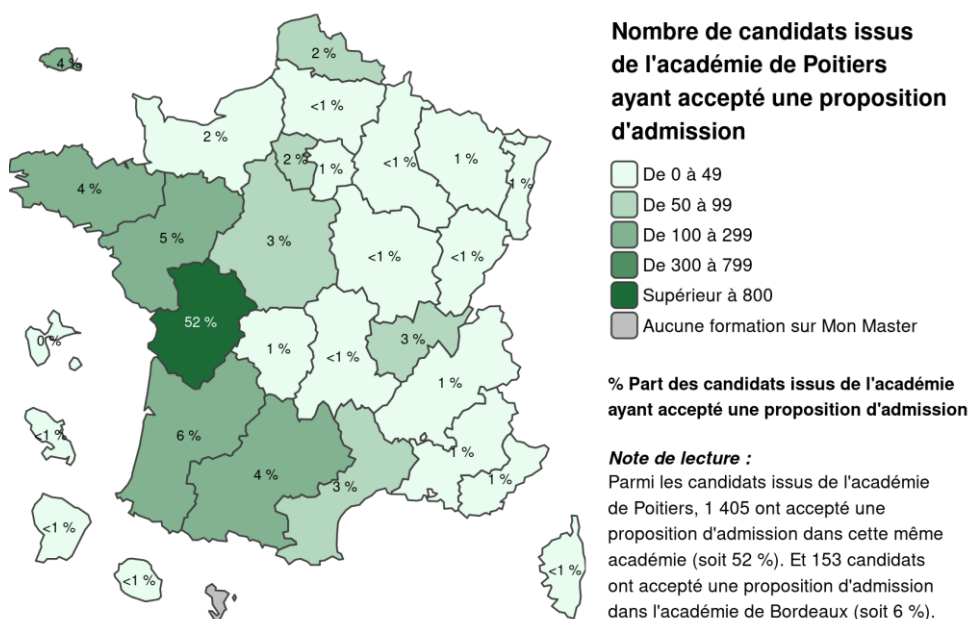 Nombre de candidats issus
de l'académie de Poitiers
ayant accepté une proposition
d'admission
De 0 à 49
De 50 à 99
De 100 à 299
De 300 à 799
Supérieur à 800
Aucune formation sur Mon Master
% Part des candidats issus de l'académie
ayant accepté une proposition d'admission
Note de lecture :
Parmi les candidats issus de l'académie
de Poitiers, 1 405 ont accepté une
proposition d'admission dans cette même
académie (soit 52 %). Et 153 candidats
ont accepté une proposition d'admission
dans l'académie de Bordeaux (soit 6 %).
2 %
4 %
<1 %
2 %
2 %
1 %
<1 %
1 %
1 %
4 %
5 %
3 %
<1 %
<1 %
52 %
0 %
1 %
<1 %
3 %
1 %
<1 %
6 %
4 %
3 %
1 %
1 %
<1 %
<1 %
<1 %